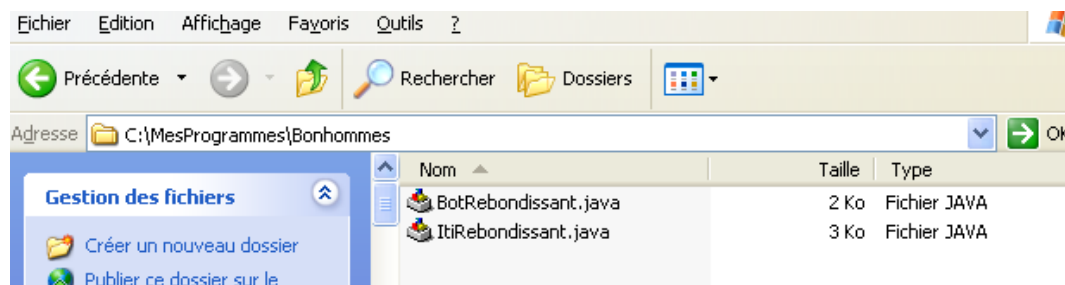 Fichier Edition Affichage Favoris Outils ?
Précédente Rechercher Dossiers
Adresse C:\MesProgrammes\Bonhommes OK
Nom Taille Type
Gestion des fichiers
BotRebondissant.java 2 Ko Fichier JAVA
ItiRebondissant.java 3 Ko Fichier JAVA
Créer un nouveau dossier
Publier ce dossier sur le